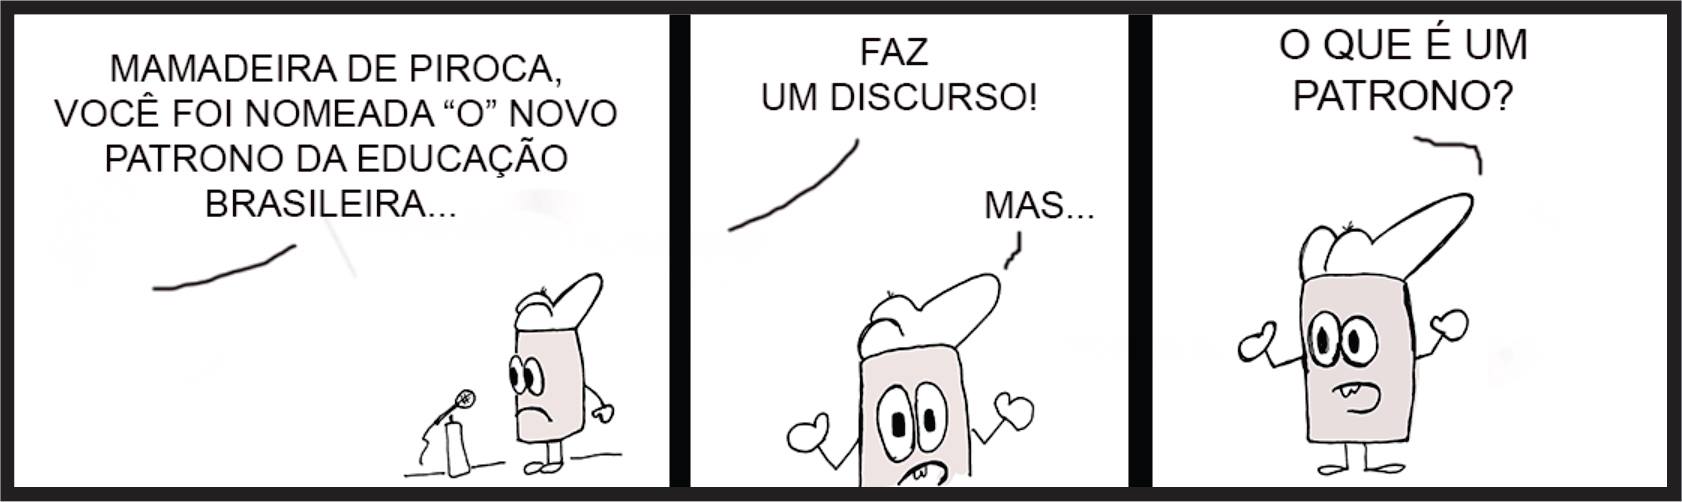 MAMADEIRA DE PIROCA,
VOCÊ FOI NOMEADA “O” NOVO
PATRONO DA EDUCAÇÃO
BRASILEIRA...
FAZ
UM DISCURSO!
MAS...
O QUE É UM
PATRONO?